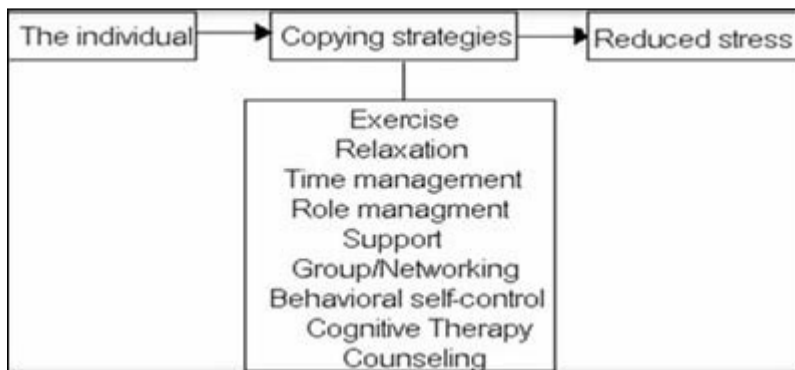 The individual
Copying strategies
Reduced stress
Exercise
Relaxation
Time management
Role managment
Support
Group/Networking
Behavioral self-control
Cognitive Therapy
Counseling